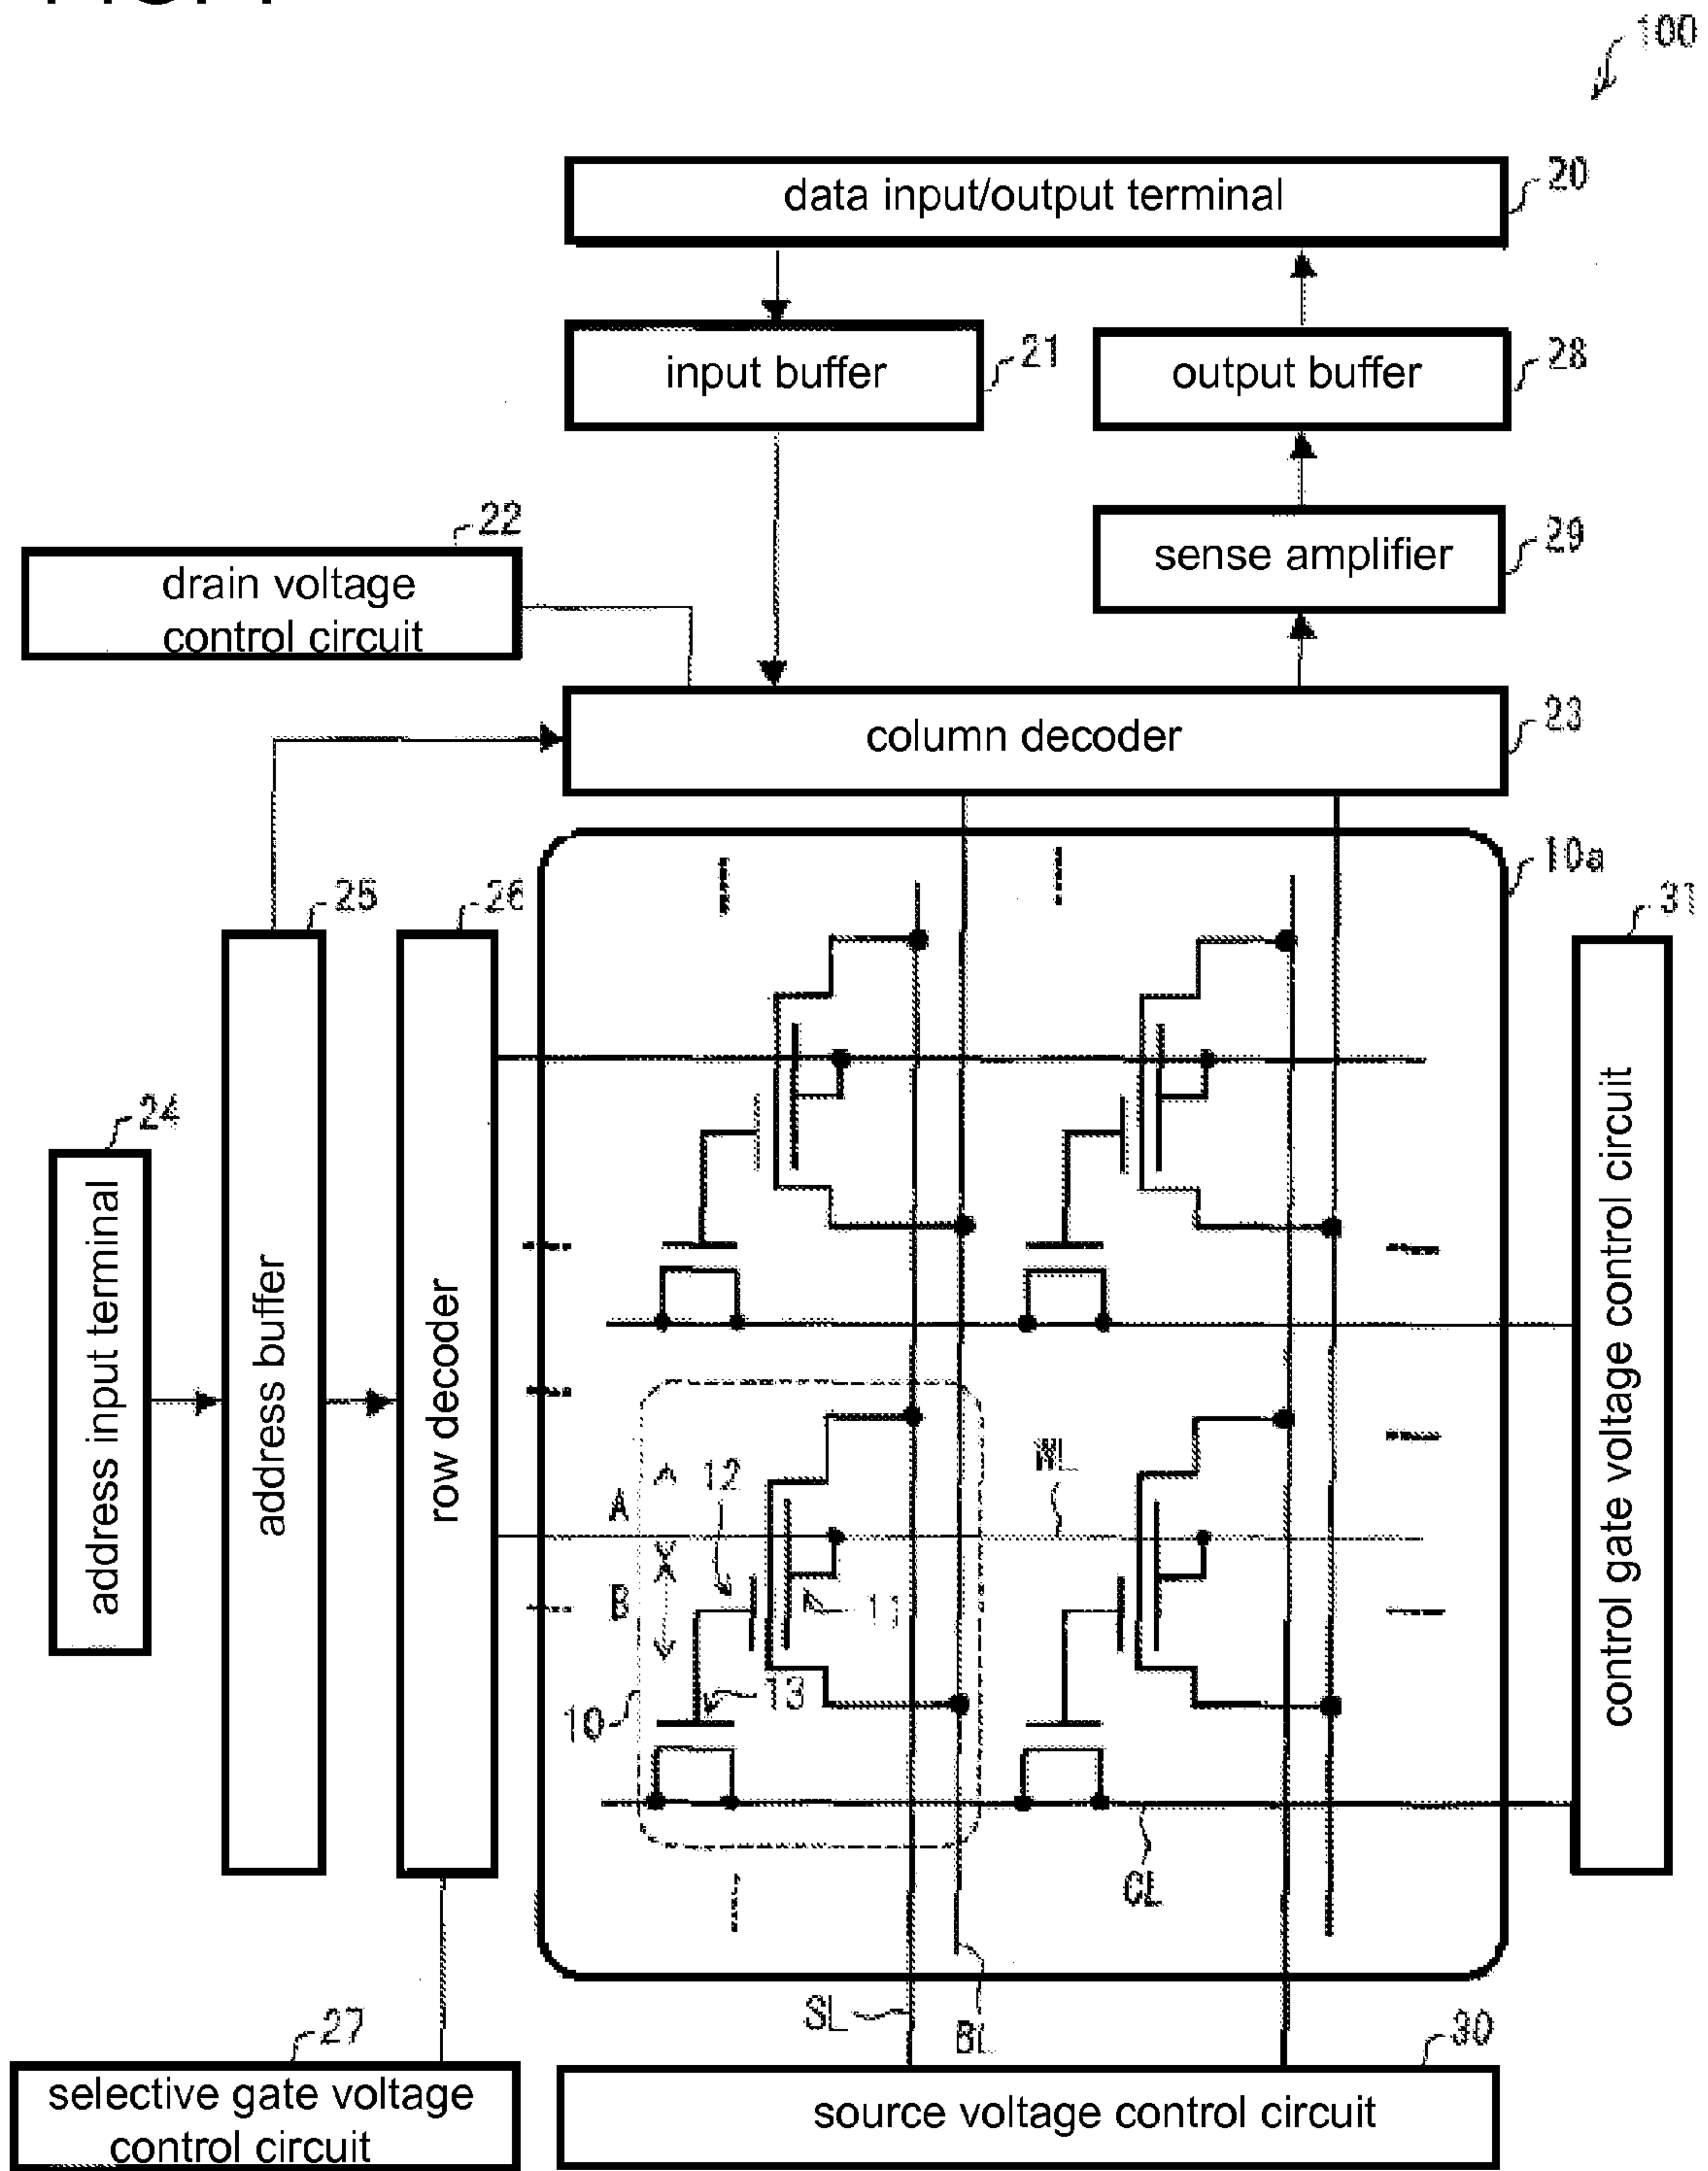 100
data input/output terminal
20
input buffer
21
output buffer
28
22
drain voltage
control circuit
sense amplifier
29
column decoder
23
10a
25
26
31
24
address input terminal
address buffer
row decoder
control gate voltage control circuit
A
12
WL
B
11
13
10
CL
SL
BL
27
selective gate voltage
control circuit
30
source voltage control circuit